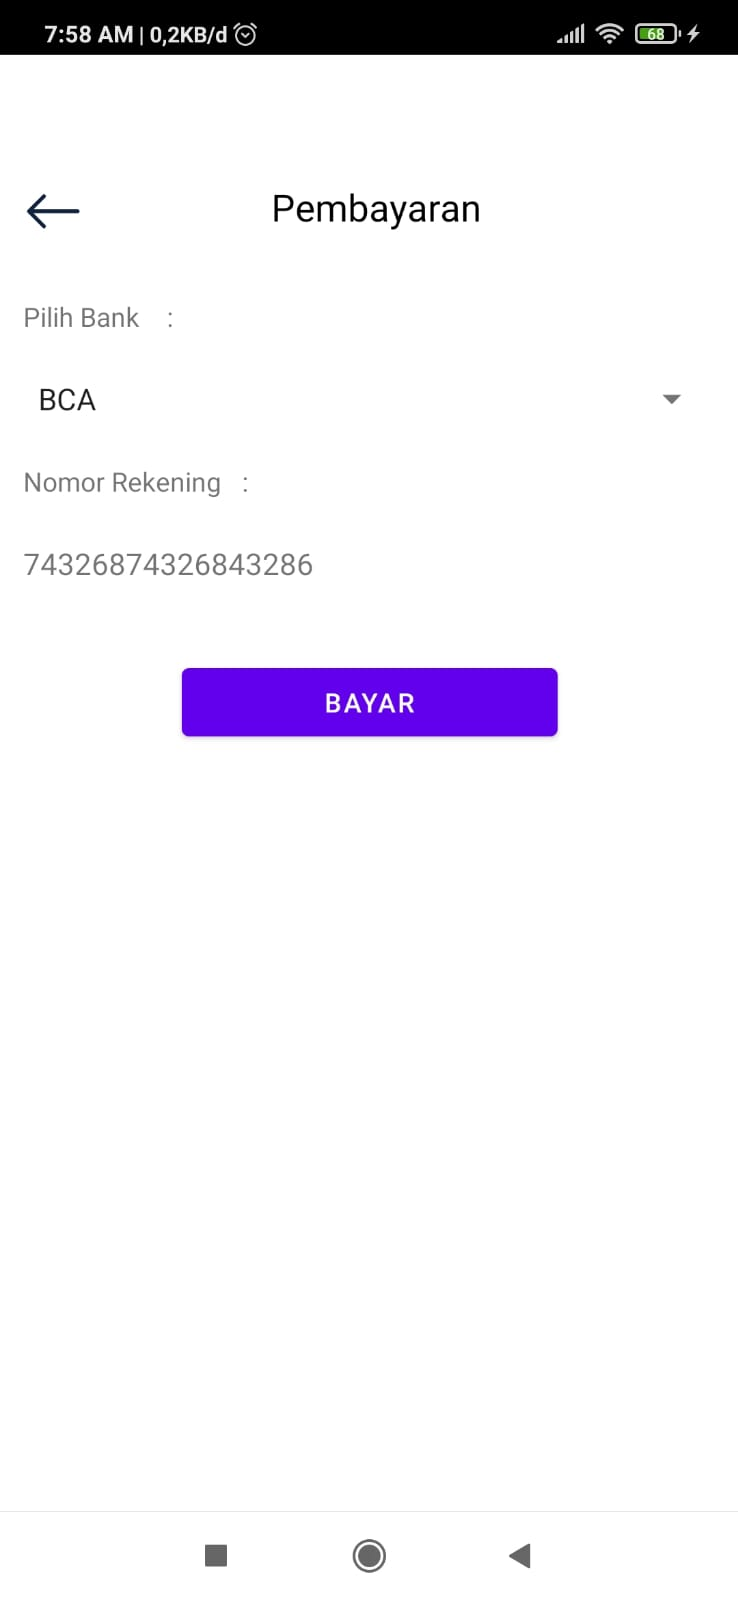 7:58 AM | 0,2KB/d
68
Pembayaran
Pilih Bank :
BCA
Nomor Rekening :
74326874326843286
BAYAR